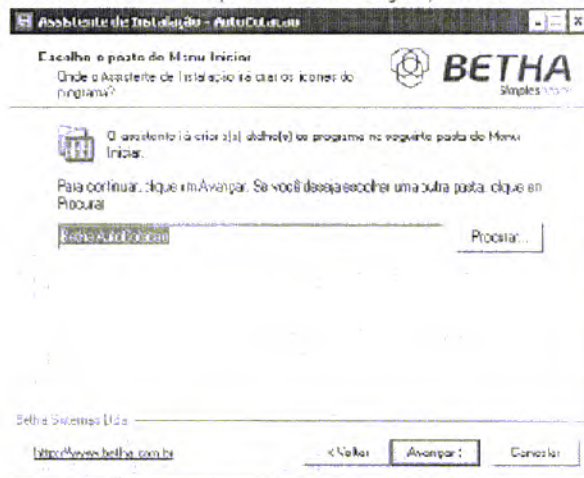 Assistente de Instalação - AutoCotacao
Escolha a pasta do Menu Iniciar
Onde o Assistente de Instalação irá criar os ícones do
programa?
BETHA
Simples
O assistente irá criar o(s) atalho(s) do programa na seguinte pasta do Menu
Iniciar.
Para continuar, clique em Avançar. Se você deseja escolher uma outra pasta, clique em
Procurar.
Procurar...
Betha Sistemas Ltda
http://www.betha.com.br
< Voltar
Avançar >
Cancelar